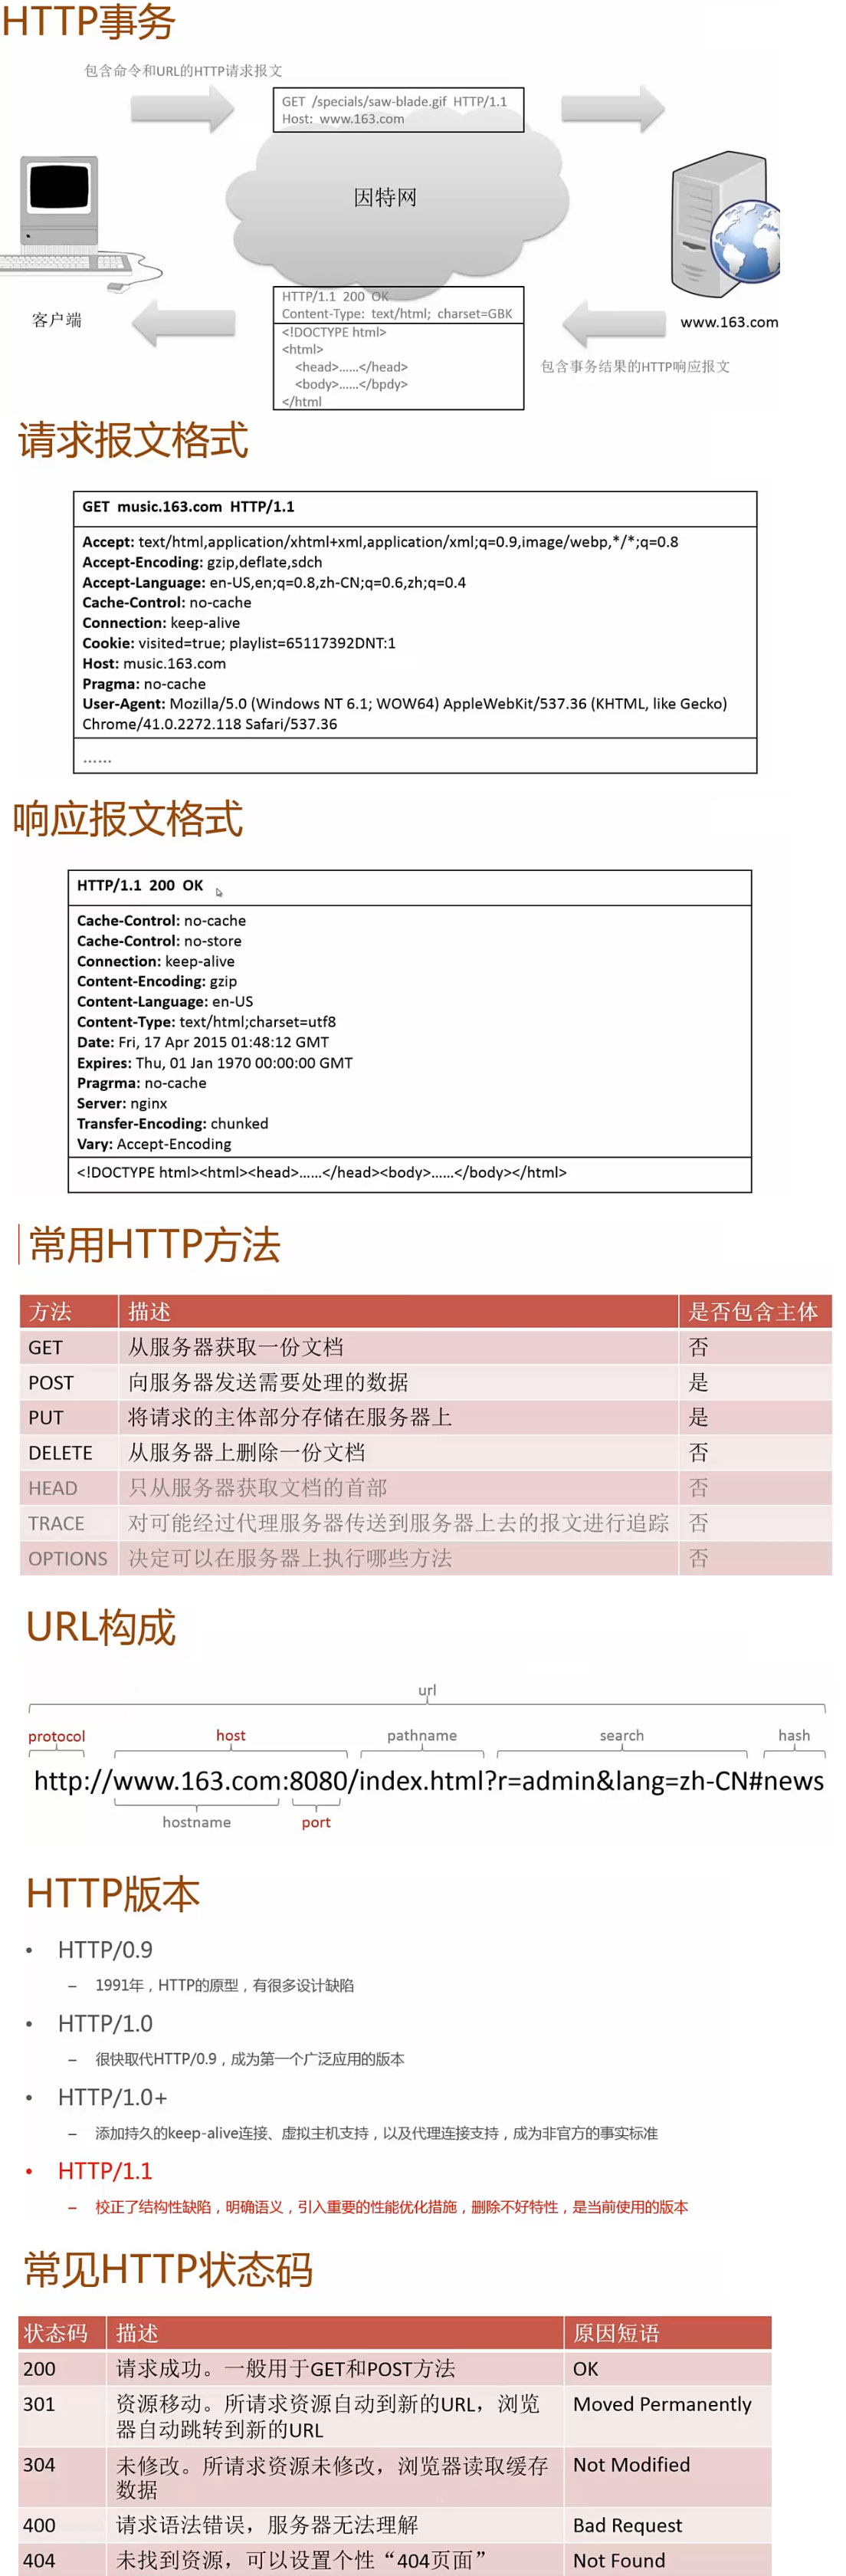 HTTP事务
包含命令和URL的HTTP请求报文
GET /specials/saw-blade.gif HTTP/1.1
Host: www.163.com
因特网
客户端
www.163.com
HTTP/1.1 200 OK
Content-Type: text/html; charset=GBK
<!DOCTYPE html>
<html>
<head>……</head>
<body>……</bpdy>
</html
包含事务结果的HTTP响应报文
请求报文格式
GET music.163.com HTTP/1.1
Accept: text/html,application/xhtml+xml,application/xml;q=0.9,image/webp,*/*;q=0.8
Accept-Encoding: gzip,deflate,sdch
Accept-Language: en-US,en;q=0.8,zh-CN;q=0.6,zh;q=0.4
Cache-Control: no-cache
Connection: keep-alive
Cookie: visited=true; playlist=65117392DNT:1
Host: music.163.com
Pragma: no-cache
User-Agent: Mozilla/5.0 (Windows NT 6.1; WOW64) AppleWebKit/537.36 (KHTML, like Gecko)
Chrome/41.0.2272.118 Safari/537.36
……
响应报文格式
HTTP/1.1 200 OK
Cache-Control: no-cache
Cache-Control: no-store
Connection: keep-alive
Content-Encoding: gzip
Content-Language: en-US
Content-Type: text/html;charset=utf8
Date: Fri, 17 Apr 2015 01:48:12 GMT
Expires: Thu, 01 Jan 1970 00:00:00 GMT
Pragrma: no-cache
Server: nginx
Transfer-Encoding: chunked
Vary: Accept-Encoding
<!DOCTYPE html><html><head>……</head><body>……</body></html>
常用HTTP方法
方法 描述 是否包含主体
GET 从服务器获取一份文档 否
POST 向服务器发送需要处理的数据 是
PUT 将请求的主体部分存储在服务器上 是
DELETE 从服务器上删除一份文档 否
HEAD 只从服务器获取文档的首部 否
TRACE 对可能经过代理服务器传送到服务器上去的报文进行追踪 否
OPTIONS 决定可以在服务器上执行哪些方法 否
URL构成
url
protocol host pathname search hash
http://www.163.com:8080/index.html?r=admin&lang=zh-CN#news
hostname port
HTTP版本
• HTTP/0.9
– 1991年，HTTP的原型，有很多设计缺陷
• HTTP/1.0
– 很快取代HTTP/0.9，成为第一个广泛应用的版本
• HTTP/1.0+
– 添加持久的keep-alive连接、虚拟主机支持，以及代理连接支持，成为非官方的事实标准
• HTTP/1.1
– 校正了结构性缺陷，明确语义，引入重要的性能优化措施，删除不好特性，是当前使用的版本
常见HTTP状态码
状态码 描述 原因短语
200 请求成功。一般用于GET和POST方法 OK
301 资源移动。所请求资源自动到新的URL，浏览 Moved Permanently
器自动跳转到新的URL
304 未修改。所请求资源未修改，浏览器读取缓存 Not Modified
数据
400 请求语法错误，服务器无法理解 Bad Request
404 未找到资源，可以设置个性“404页面” Not Found